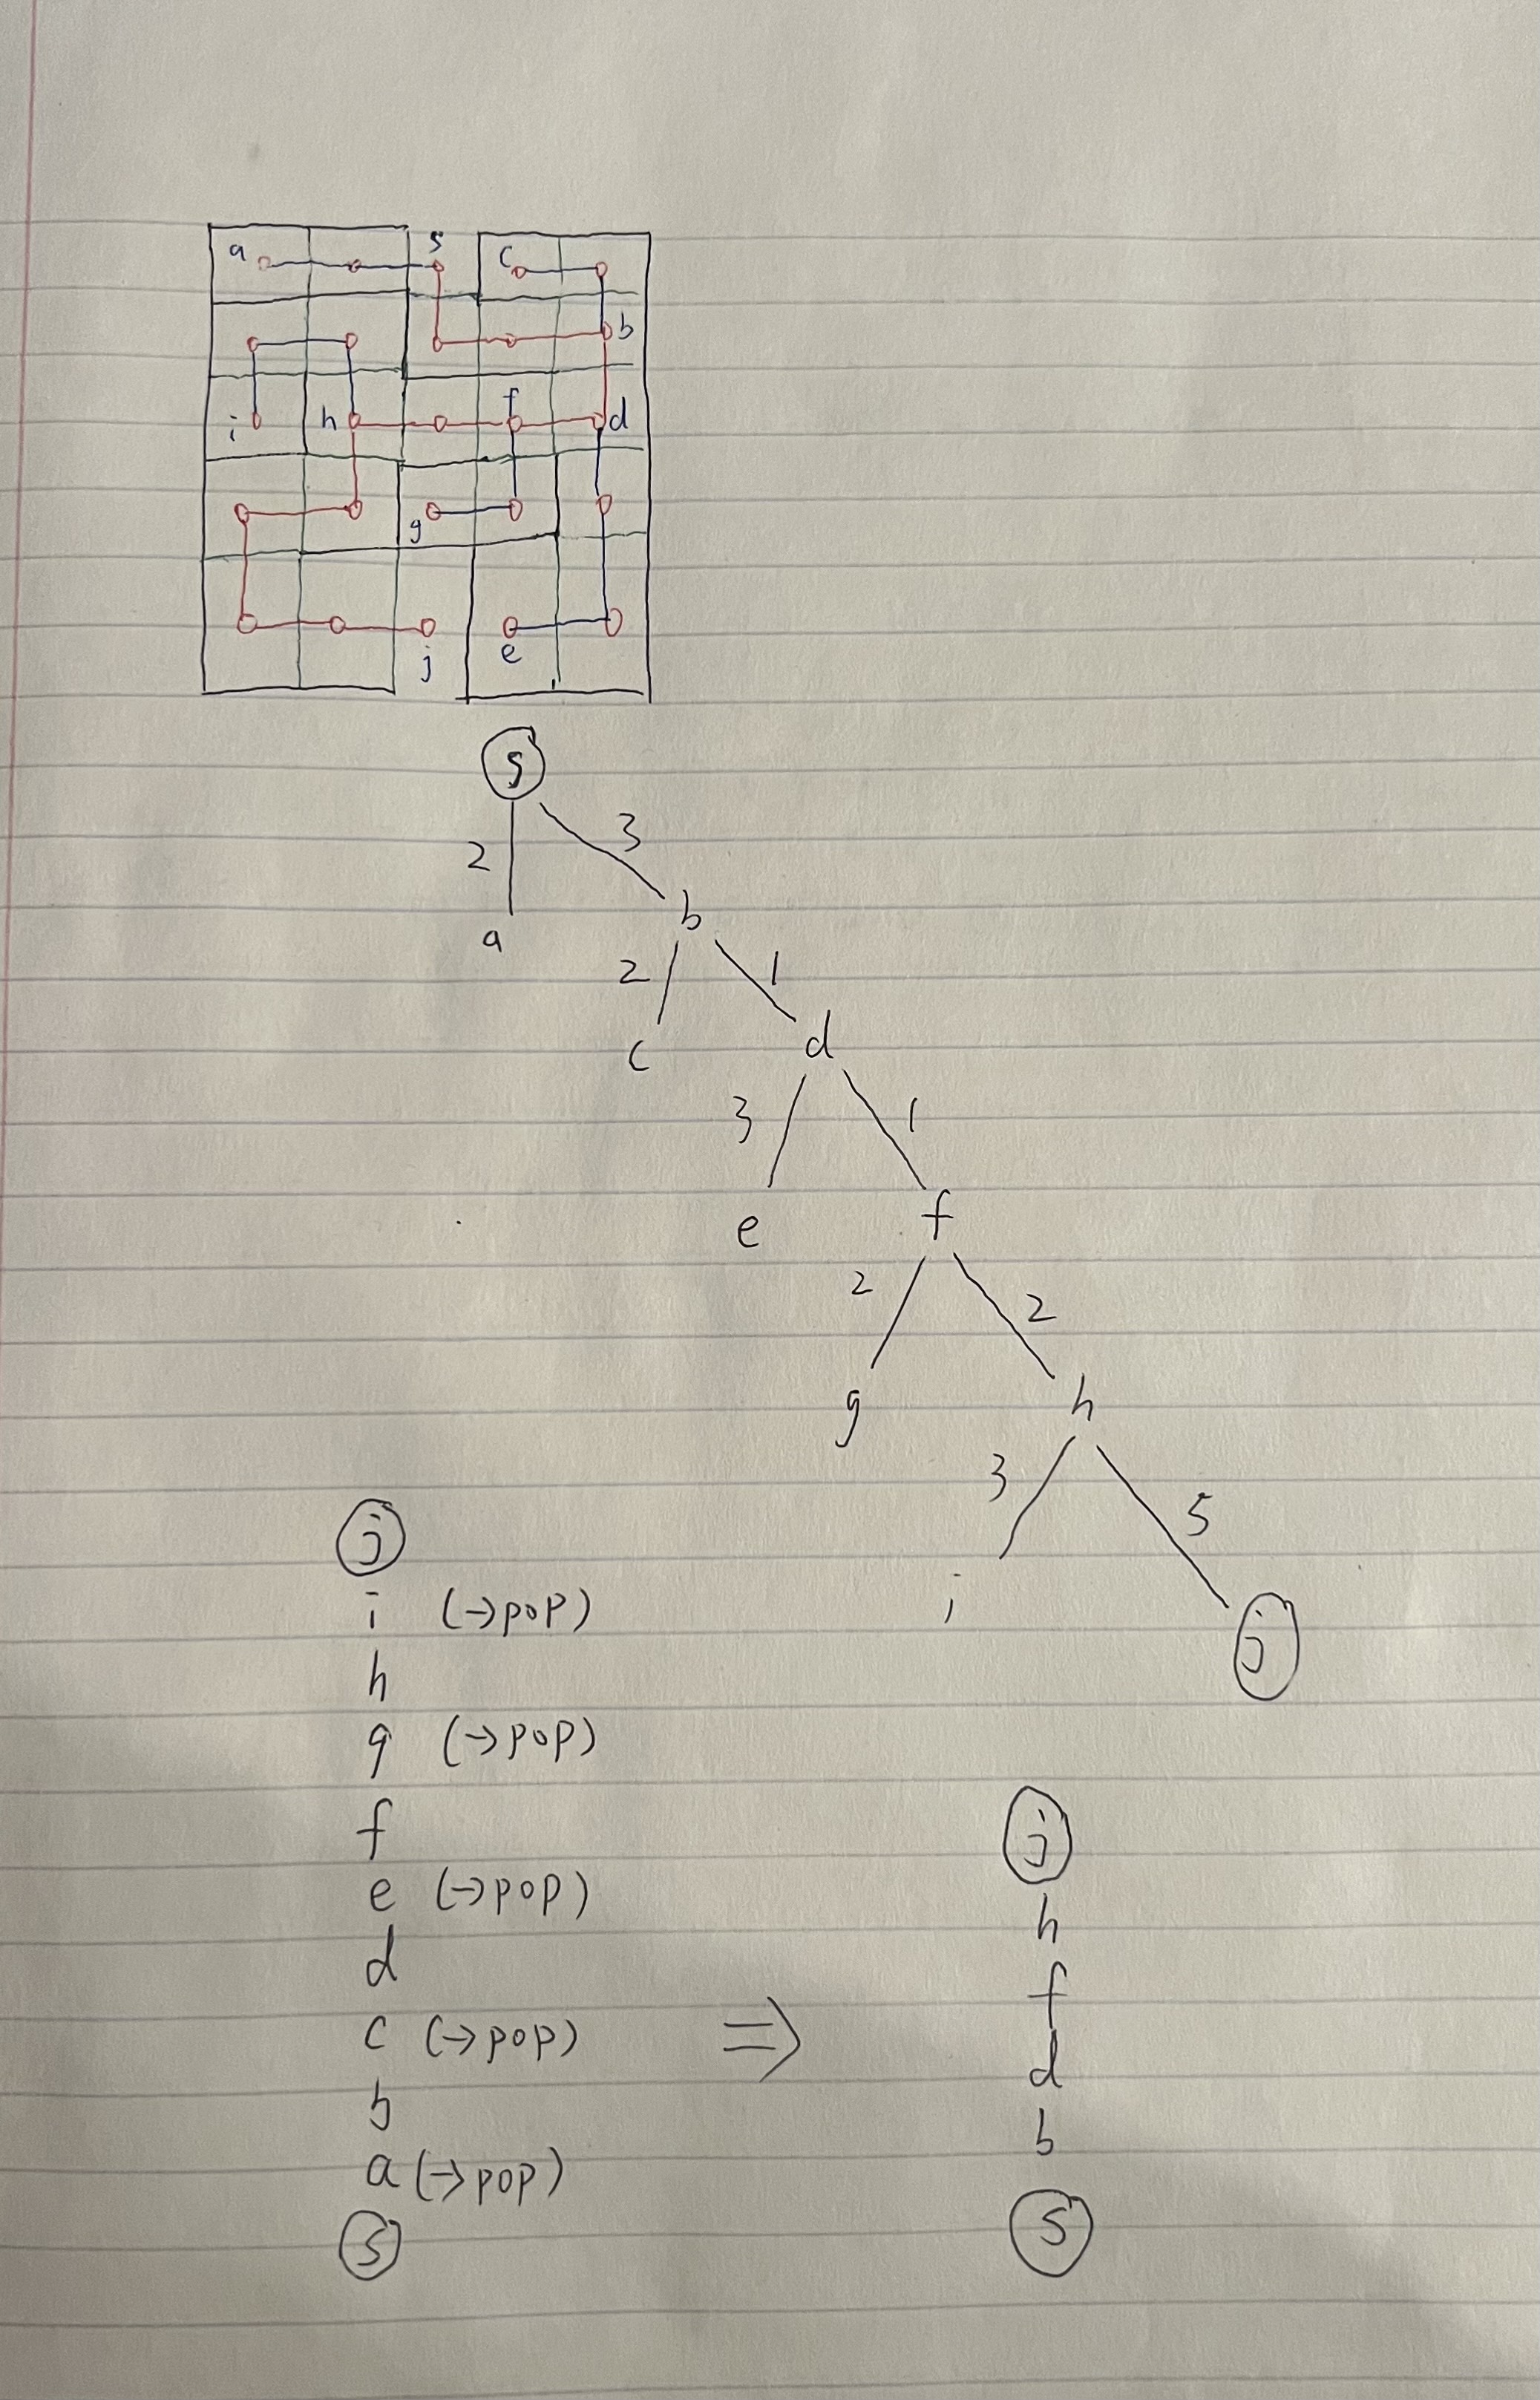 a s c
b
i h f d
g
j e
s
2 3
a b
2 1
c d
3 1
e f
2 2
g h
3 5
i j
j
i (→pop)
h
g (→pop)
f
e (→pop)
d
c (→pop) ⇒
b
a (→pop)
s
j
h
f
d
b
s